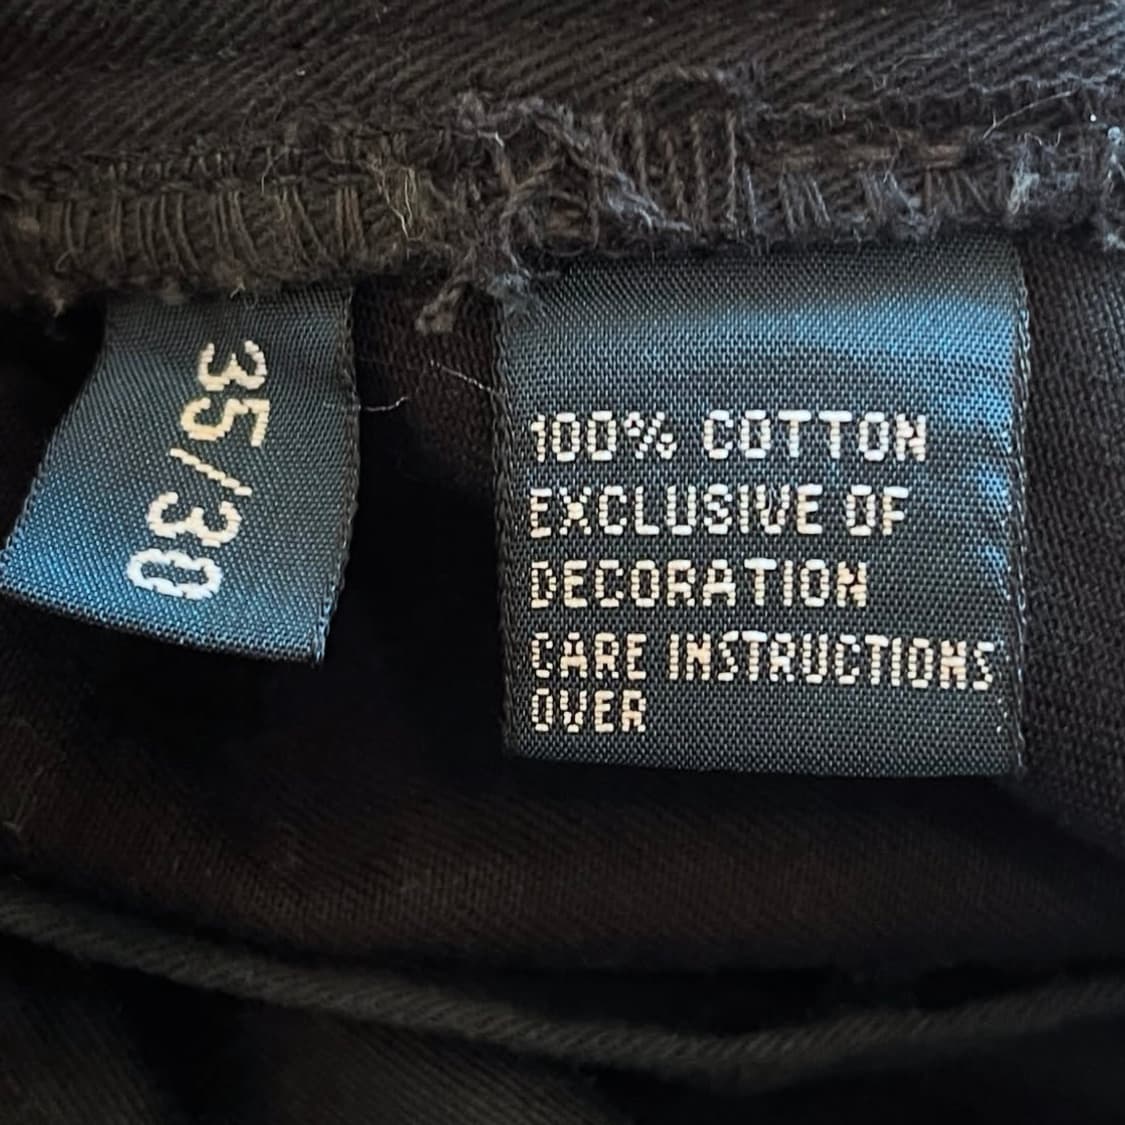 35/30
100% COTTON
EXCLUSIVE OF
DECORATION
CARE INSTRUCTIONS
OVER